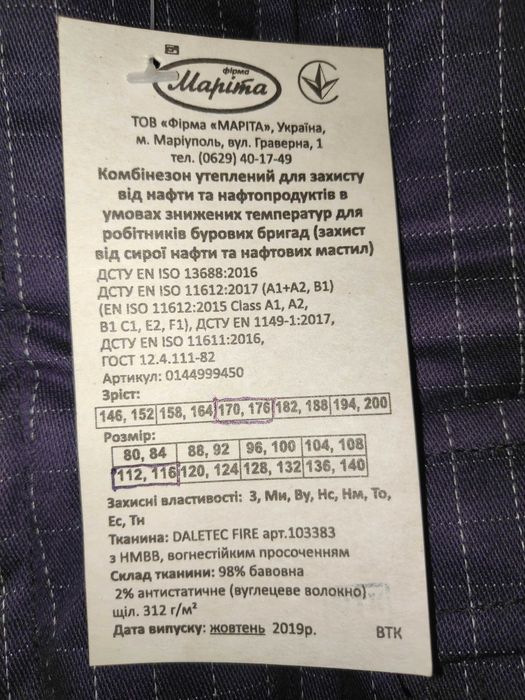 фірма
Маріта
ТОВ «Фірма «МАРІТА», Україна,
м. Маріуполь, вул. Граверна, 1
тел. (0629) 40-17-49
Комбінезон утеплений для захисту
від нафти та нафтопродуктів в
умовах знижених температур для
робітників бурових бригад (захист
від сирої нафти та нафтових мастил)
ДСТУ EN ISO 13688:2016
ДСТУ EN ISO 11612:2017 (A1+A2, B1)
(EN ISO 11612:2015 Class A1, A2,
B1 C1, E2, F1), ДСТУ EN 1149-1:2017,
ДСТУ EN ISO 11611:2016,
ГОСТ 12.4.111-82
Артикул: 0144999450
Зріст:
146, 152 158, 164 170, 176 182, 188 194, 200
Розмір:
80, 84 88, 92 96, 100 104, 108
112, 116 120, 124 128, 132 136, 140
Захисні властивості: З, Ми, Ву, Нс, Нм, То,
Ес, Тн
Тканина: DALETEC FIRE арт.103383
з НМВВ, вогнестійким просоченням
Склад тканини: 98% бавовна
2% антистатичне (вуглецеве волокно)
щіл. 312 г/м²
Дата випуску: жовтень 2019р. ВТК